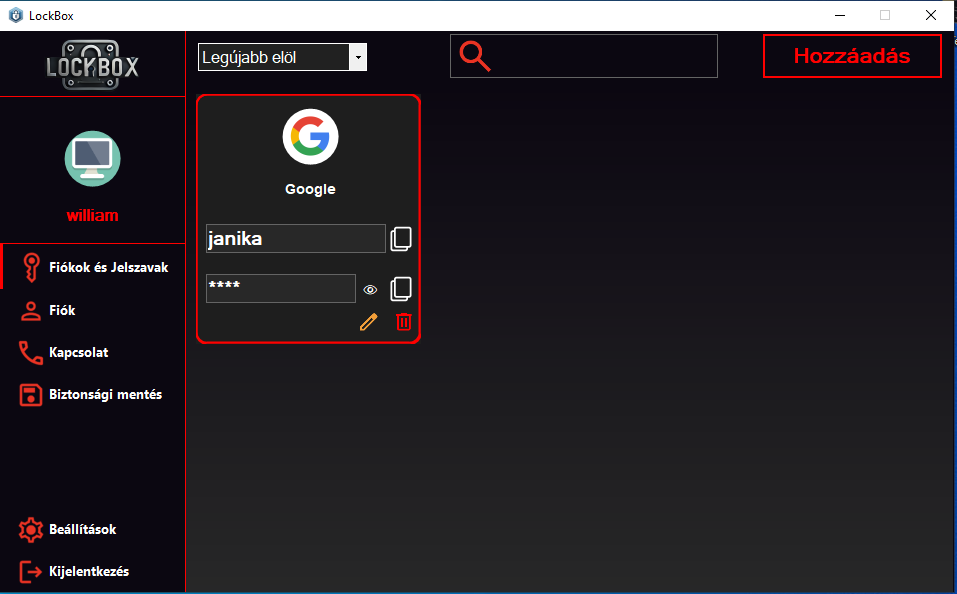 LockBox
LOCKBOX
Legújabb elöl
Hozzáadás
william
Fiókok és Jelszavak
Fiók
Kapcsolat
Biztonsági mentés
Beállítások
Kijelentkezés
Google
janika
****